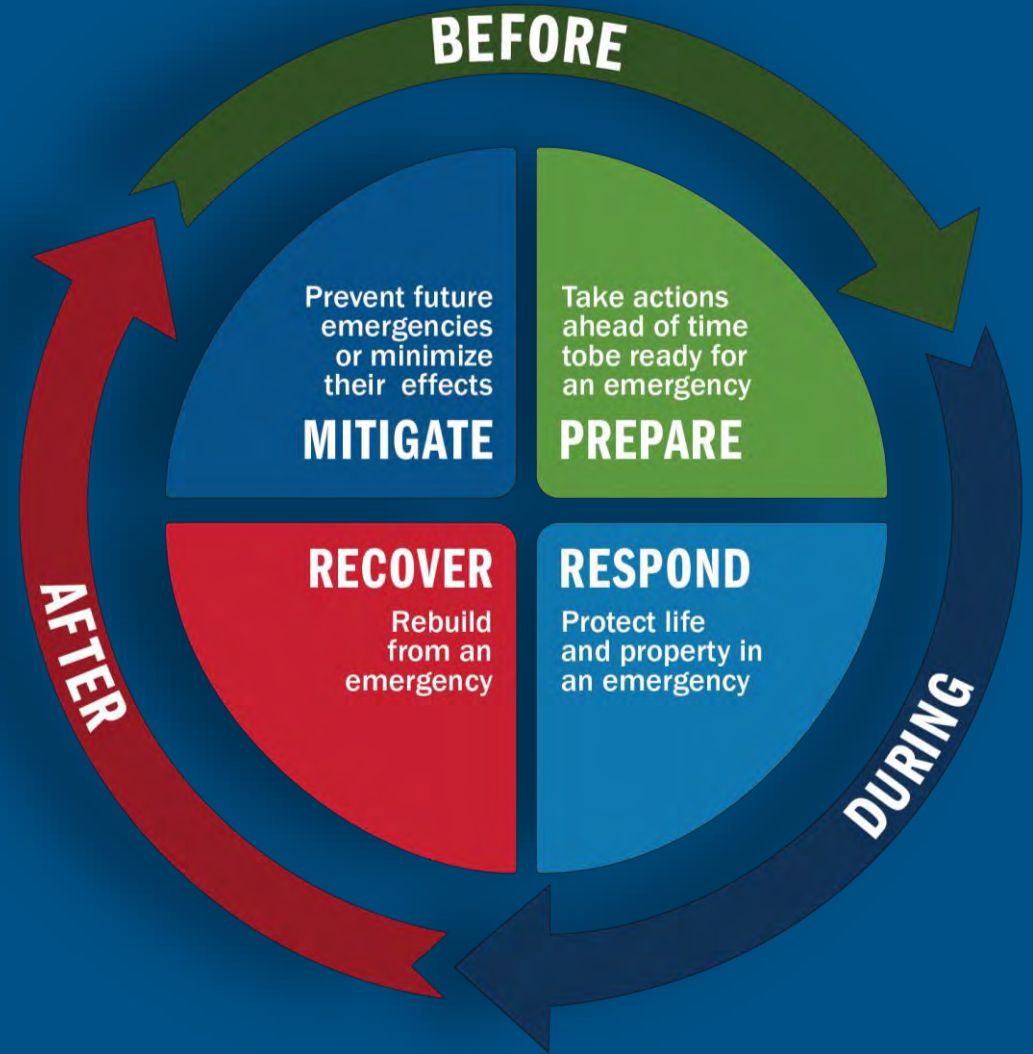 BEFORE
Prevent future
emergencies
or minimize
their effects
MITIGATE
Take actions
ahead of time
tobe ready for
an emergency
PREPARE
RECOVER
Rebuild
from an
emergency
RESPOND
Protect life
and property in
an emergency
AFTER
DURING